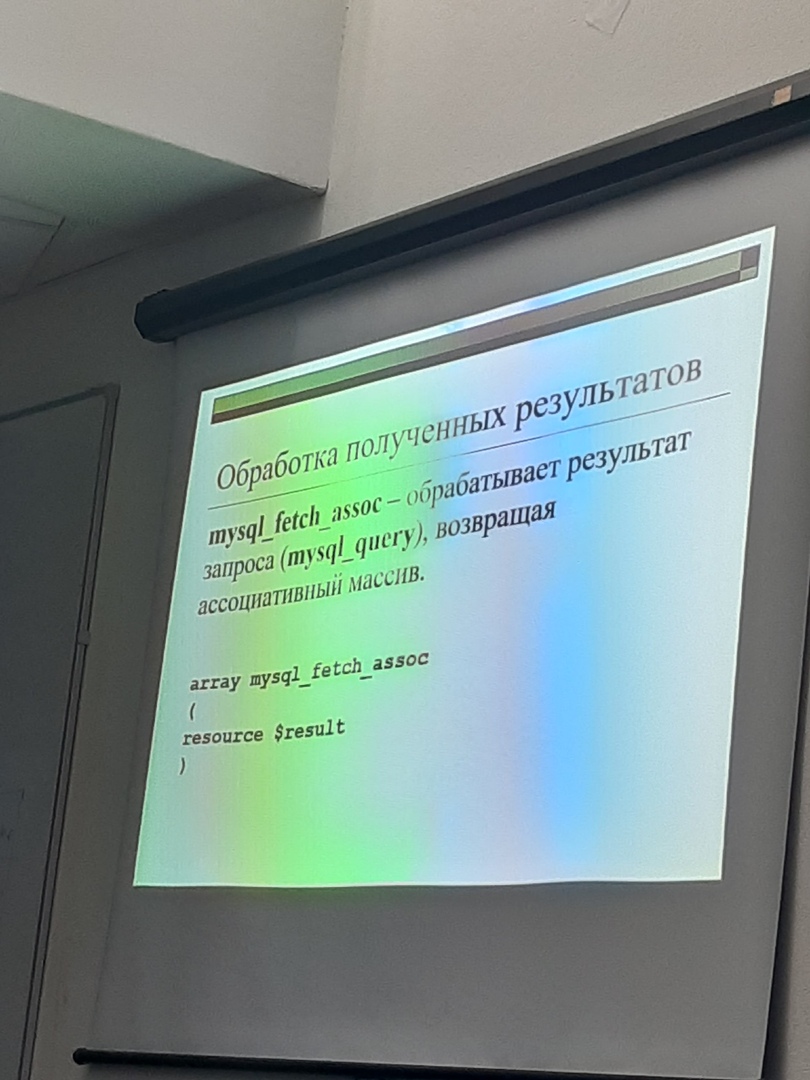 Обработка полученных результатов
mysql_fetch_assoc – обрабатывает результат
запроса (mysql_query), возвращая
ассоциативный массив.
array mysql_fetch_assoc
(
resource $result
)